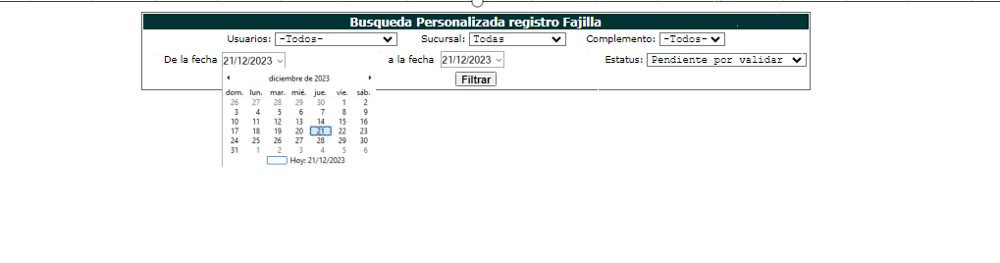 Busqueda Personalizada registro Fajilla
Usuarios: -Todos- Sucursal: Todas Complemento: -Todos-
De la fecha 21/12/2023 a la fecha 21/12/2023 Estatus: Pendiente por validar
Filtrar
diciembre de 2023
dom. lun. mar. mié. jue. vie. sáb.
26 27 28 29 30 1 2
3 4 5 6 7 8 9
10 11 12 13 14 15 16
17 18 19 20 21 22 23
24 25 26 27 28 29 30
31 1 2 3 4 5 6
Hoy: 21/12/2023